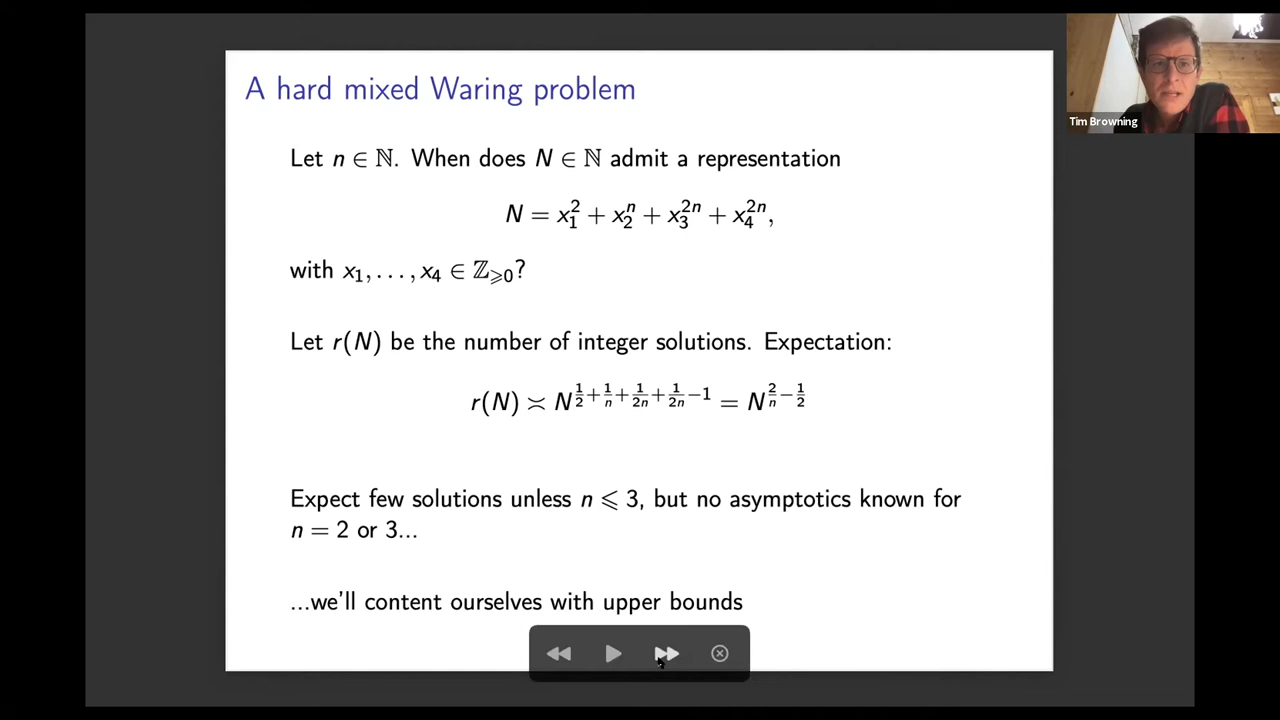 A hard mixed Waring problem
Tim Browning
Let n ∈ ℕ. When does N ∈ ℕ admit a representation
N = x₁² + x₂ⁿ + x₃²ⁿ + x₄²ⁿ,
with x₁, . . . , x₄ ∈ ℤ⩾0?
Let r(N) be the number of integer solutions. Expectation:
r(N) ≍ N^{1/2 + 1/n + 1/2n + 1/2n − 1} = N^{2/n − 1/2}
Expect few solutions unless n ⩽ 3, but no asymptotics known for
n = 2 or 3...
...we'll content ourselves with upper bounds